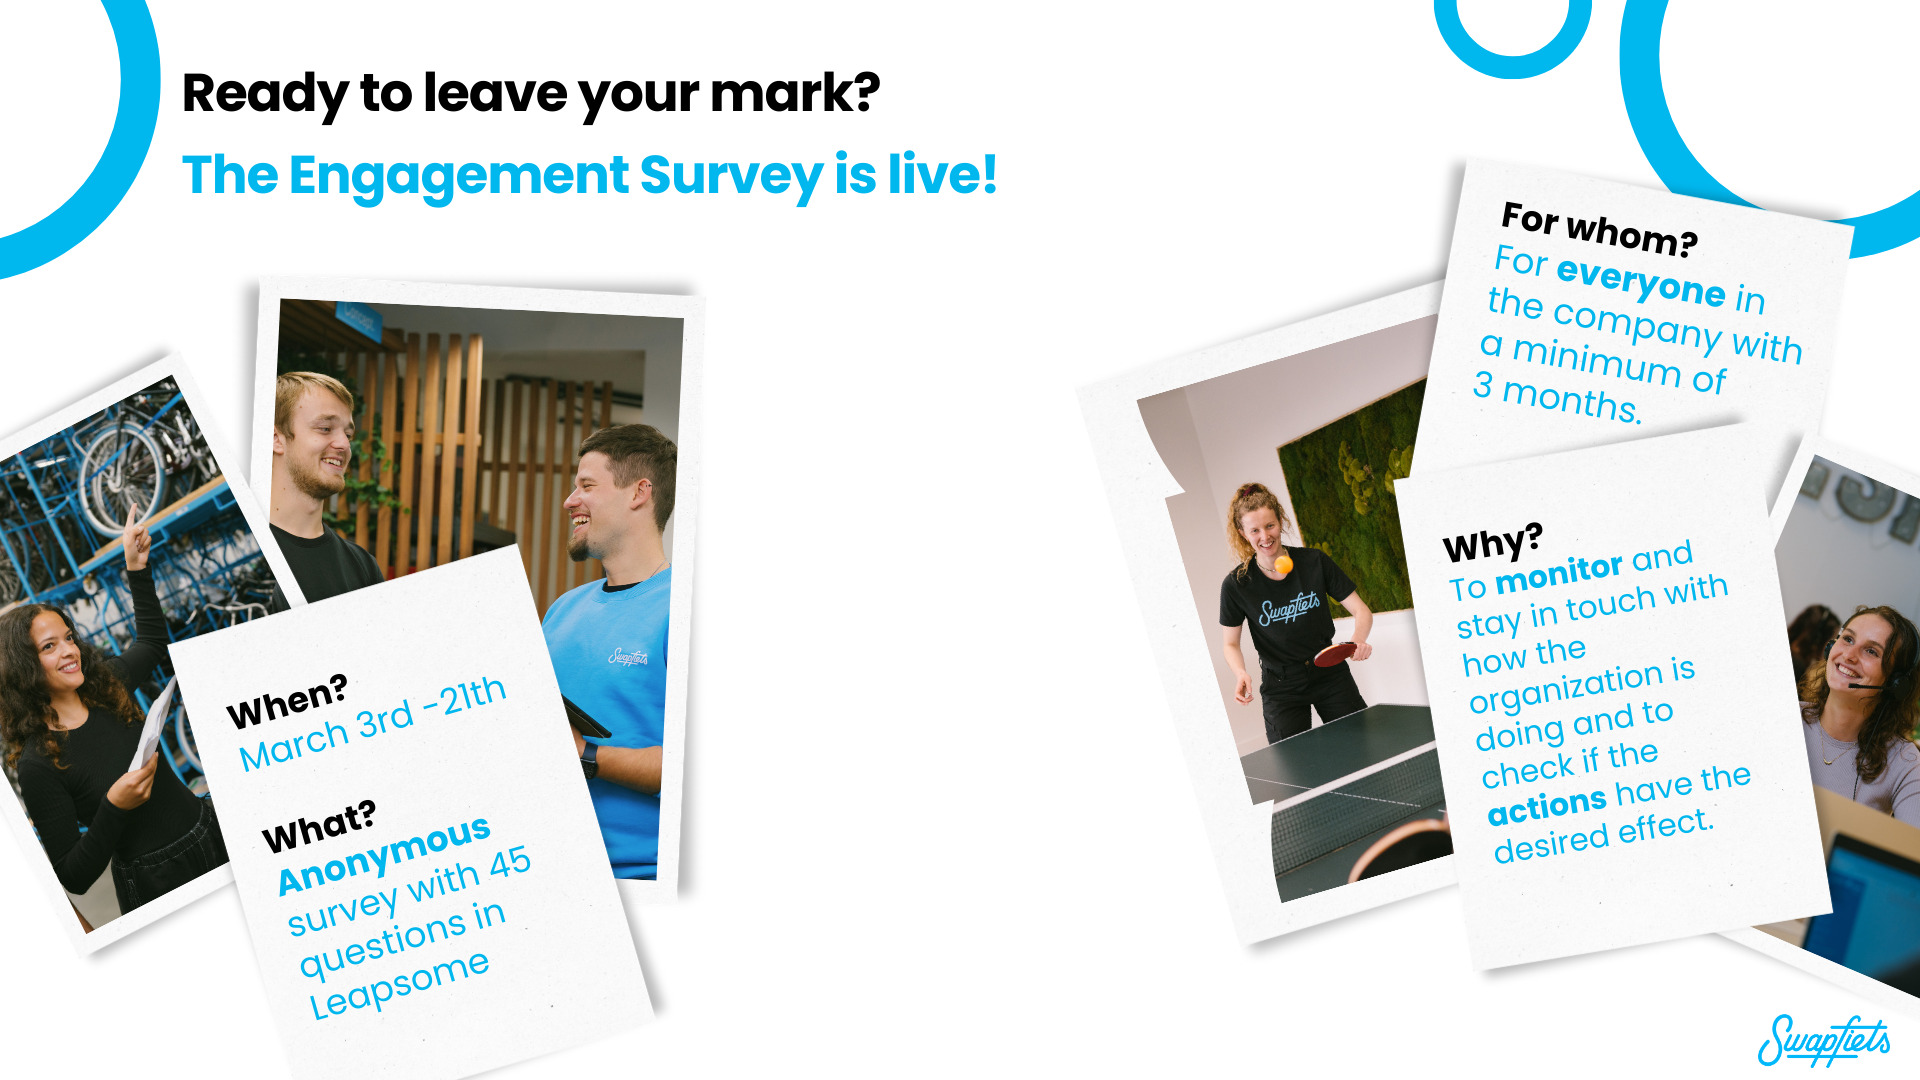 Ready to leave your mark?
The Engagement Survey is live!
Concept
When?
March 3rd -21th
What?
Anonymous
survey with 45
questions in
Leapsome
Swapfiets
Swapfiets
For whom?
For everyone in
the company with
a minimum of
3 months.
Why?
To monitor and
stay in touch with
how the
organization is
doing and to
check if the
actions have the
desired effect.
Swapfiets